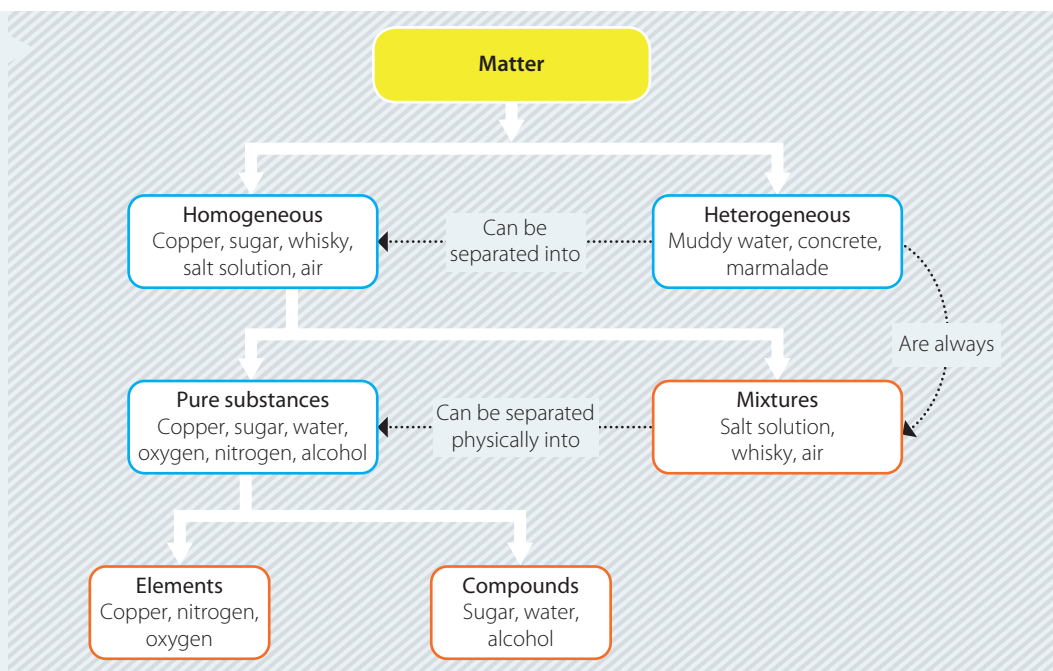 Matter
Homogeneous
Copper, sugar, whisky,
salt solution, air
Can be
separated into
Heterogeneous
Muddy water, concrete,
marmalade
Are always
Pure substances
Copper, sugar, water,
oxygen, nitrogen, alcohol
Can be separated
physically into
Mixtures
Salt solution,
whisky, air
Elements
Copper, nitrogen,
oxygen
Compounds
Sugar, water,
alcohol